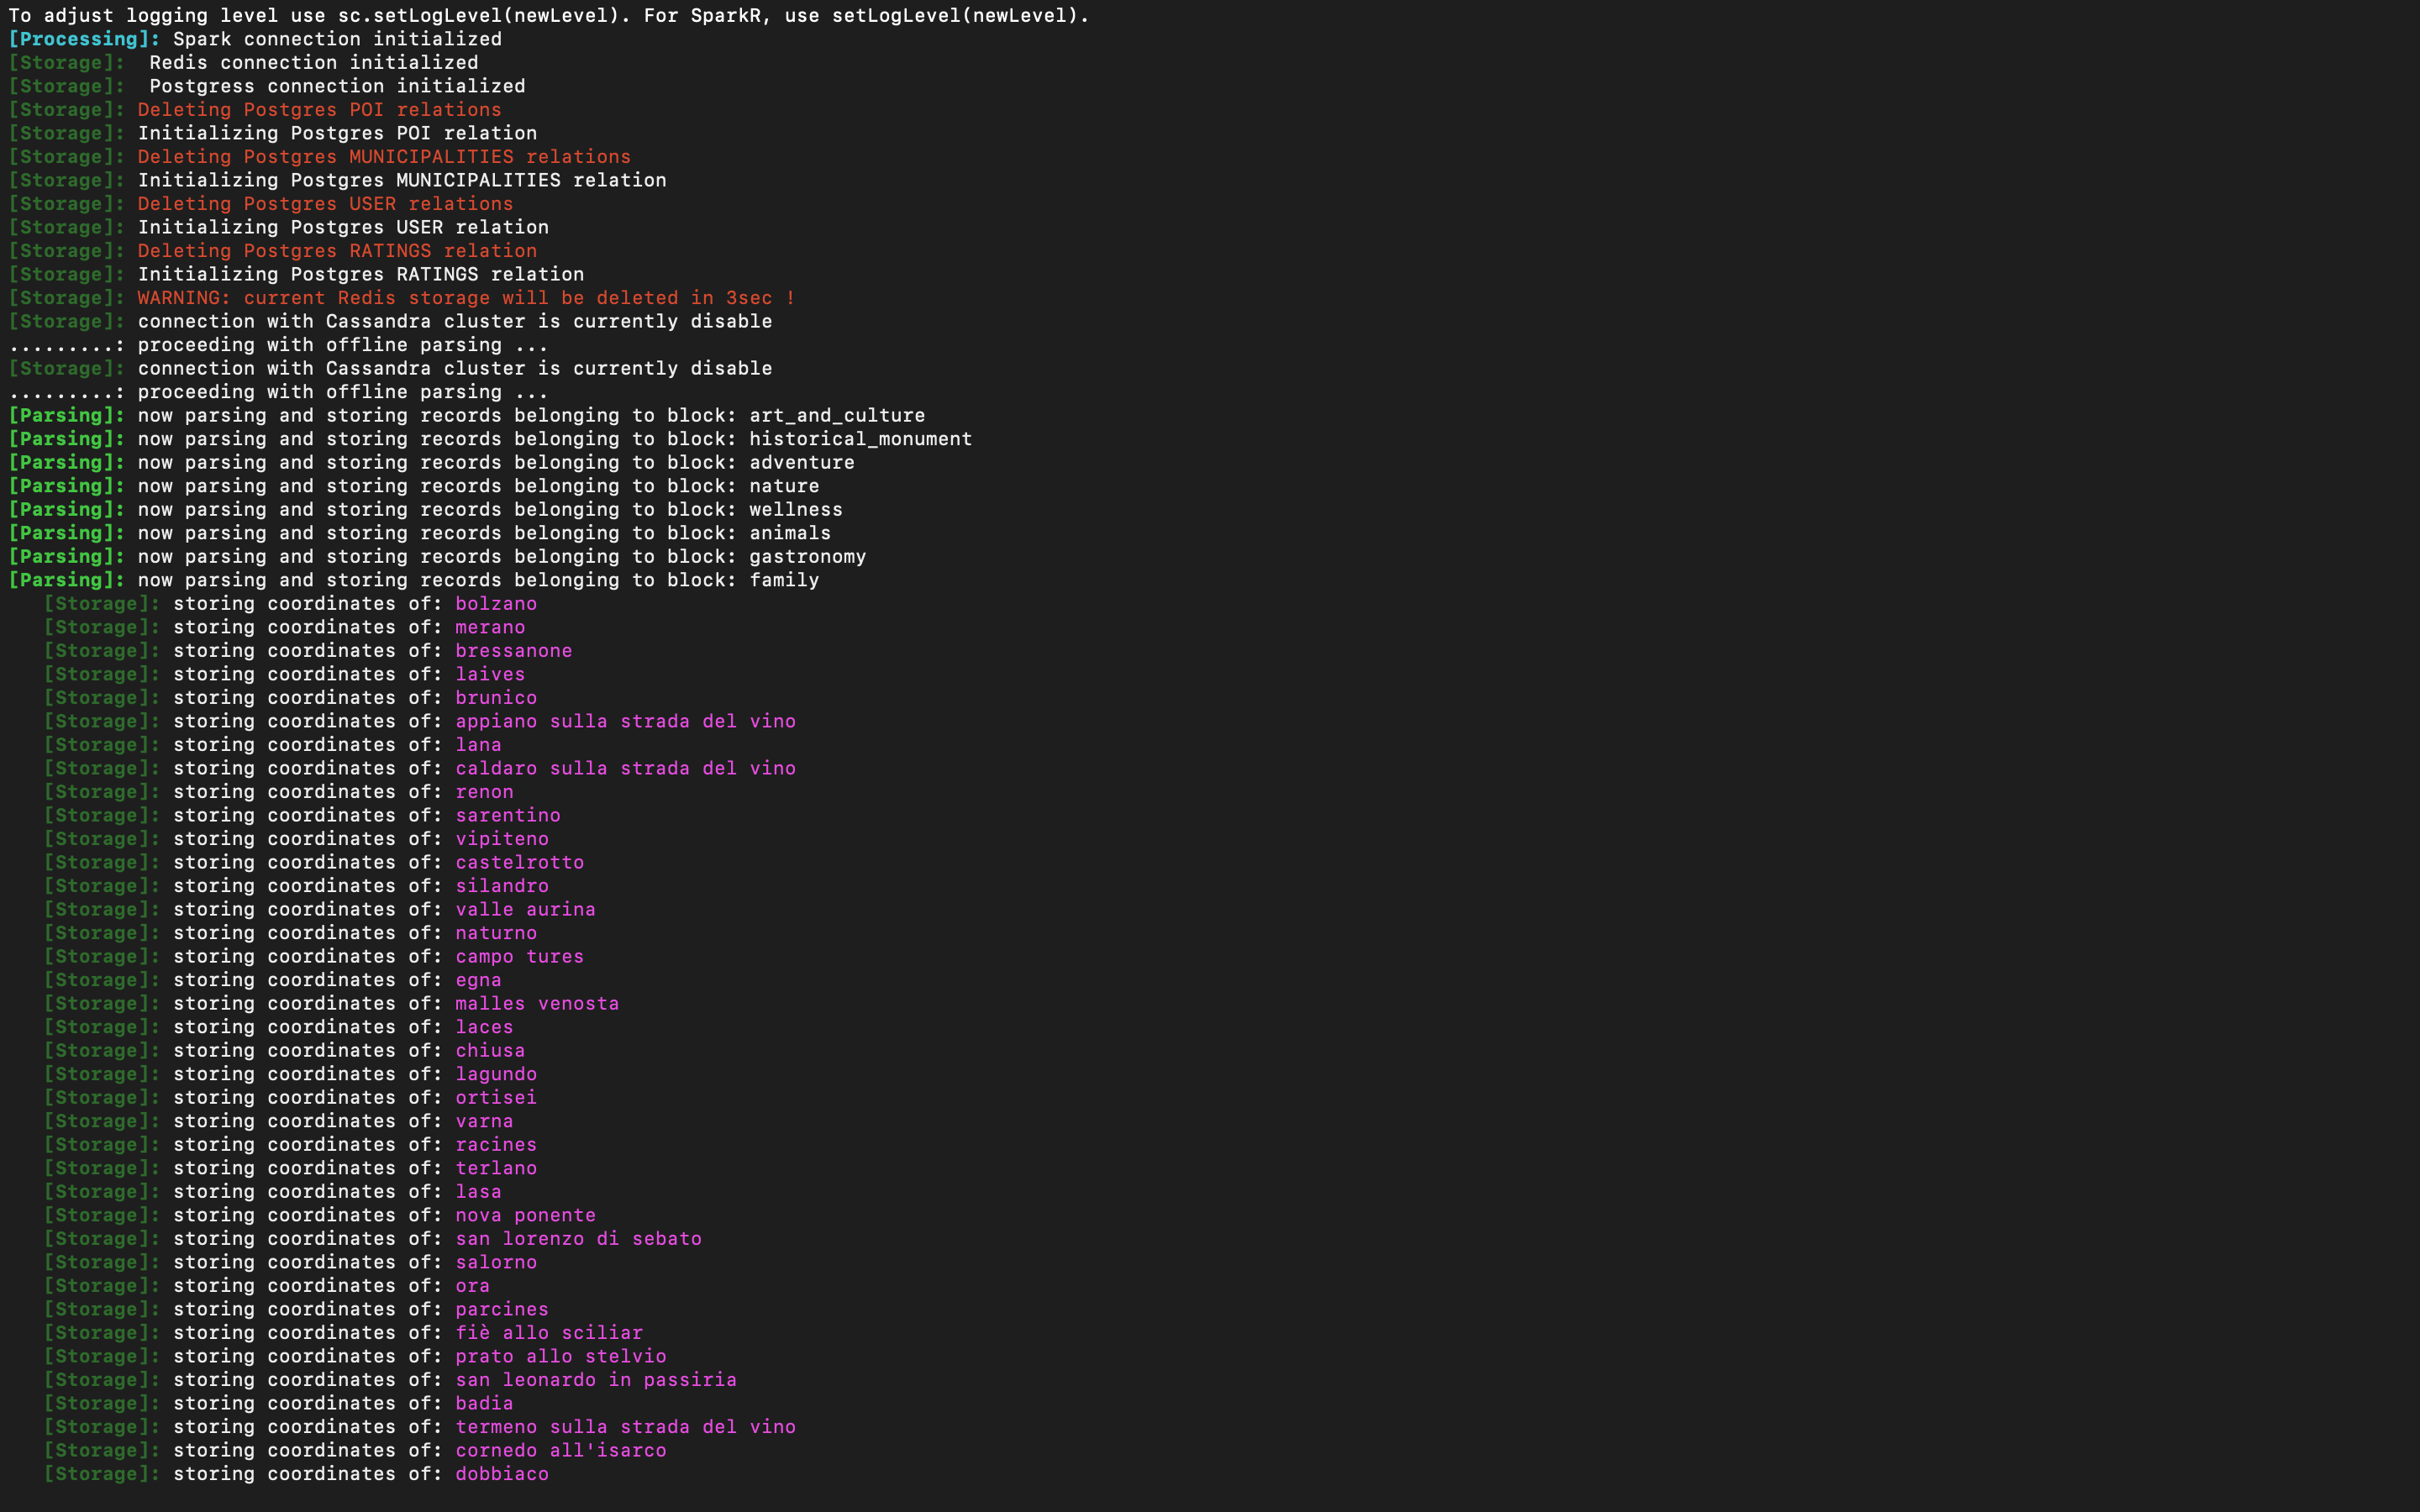 To adjust logging level use sc.setLogLevel(newLevel). For SparkR, use setLogLevel(newLevel).
[Processing]: Spark connection initialized
[Storage]:  Redis connection initialized
[Storage]:  Postgress connection initialized
[Storage]: Deleting Postgres POI relations
[Storage]: Initializing Postgres POI relation
[Storage]: Deleting Postgres MUNICIPALITIES relations
[Storage]: Initializing Postgres MUNICIPALITIES relation
[Storage]: Deleting Postgres USER relations
[Storage]: Initializing Postgres USER relation
[Storage]: Deleting Postgres RATINGS relation
[Storage]: Initializing Postgres RATINGS relation
[Storage]: WARNING: current Redis storage will be deleted in 3sec !
[Storage]: connection with Cassandra cluster is currently disable
.........: proceeding with offline parsing ...
[Storage]: connection with Cassandra cluster is currently disable
.........: proceeding with offline parsing ...
[Parsing]: now parsing and storing records belonging to block: art_and_culture
[Parsing]: now parsing and storing records belonging to block: historical_monument
[Parsing]: now parsing and storing records belonging to block: adventure
[Parsing]: now parsing and storing records belonging to block: nature
[Parsing]: now parsing and storing records belonging to block: wellness
[Parsing]: now parsing and storing records belonging to block: animals
[Parsing]: now parsing and storing records belonging to block: gastronomy
[Parsing]: now parsing and storing records belonging to block: family
   [Storage]: storing coordinates of: bolzano
   [Storage]: storing coordinates of: merano
   [Storage]: storing coordinates of: bressanone
   [Storage]: storing coordinates of: laives
   [Storage]: storing coordinates of: brunico
   [Storage]: storing coordinates of: appiano sulla strada del vino
   [Storage]: storing coordinates of: lana
   [Storage]: storing coordinates of: caldaro sulla strada del vino
   [Storage]: storing coordinates of: renon
   [Storage]: storing coordinates of: sarentino
   [Storage]: storing coordinates of: vipiteno
   [Storage]: storing coordinates of: castelrotto
   [Storage]: storing coordinates of: silandro
   [Storage]: storing coordinates of: valle aurina
   [Storage]: storing coordinates of: naturno
   [Storage]: storing coordinates of: campo tures
   [Storage]: storing coordinates of: egna
   [Storage]: storing coordinates of: malles venosta
   [Storage]: storing coordinates of: laces
   [Storage]: storing coordinates of: chiusa
   [Storage]: storing coordinates of: lagundo
   [Storage]: storing coordinates of: ortisei
   [Storage]: storing coordinates of: varna
   [Storage]: storing coordinates of: racines
   [Storage]: storing coordinates of: terlano
   [Storage]: storing coordinates of: lasa
   [Storage]: storing coordinates of: nova ponente
   [Storage]: storing coordinates of: san lorenzo di sebato
   [Storage]: storing coordinates of: salorno
   [Storage]: storing coordinates of: ora
   [Storage]: storing coordinates of: parcines
   [Storage]: storing coordinates of: fiè allo sciliar
   [Storage]: storing coordinates of: prato allo stelvio
   [Storage]: storing coordinates of: san leonardo in passiria
   [Storage]: storing coordinates of: badia
   [Storage]: storing coordinates of: termeno sulla strada del vino
   [Storage]: storing coordinates of: cornedo all'isarco
   [Storage]: storing coordinates of: dobbiaco